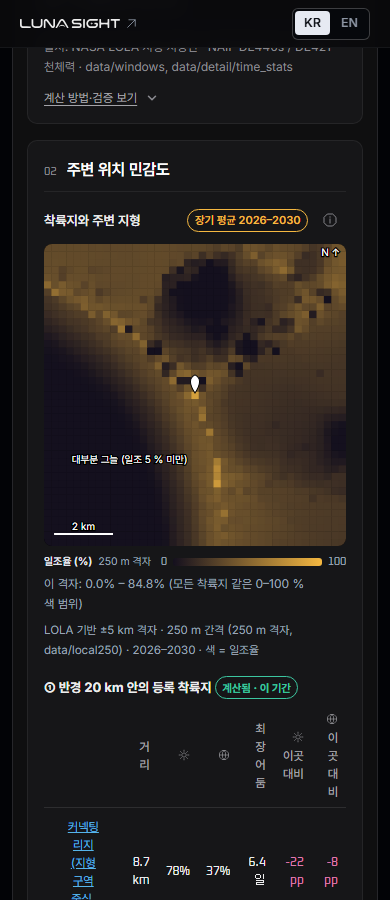 LUNA SIGHT ↗
KR EN
천체력 · data/windows, data/detail/time_stats
계산 방법·검증 보기
02 주변 위치 민감도
착륙지와 주변 지형
장기 평균 2026–2030
N ↑
대부분 그늘 (일조 5 % 미만)
2 km
일조율 (%) 250 m 격자 0 100
이 격자: 0.0% – 84.8% (모든 착륙지 같은 0–100 %
색 범위)
LOLA 기반 ±5 km 격자 · 250 m 간격 (250 m 격자,
data/local250) · 2026–2030 · 색 = 일조율
① 반경 20 km 안의 등록 착륙지 계산됨 · 이 기간
거리
최장어둠
이곳 대비
이곳 대비
커넥팅
리지
(지형
구역
8.7 km
78%
37%
6.4 일
-22 pp
-8 pp